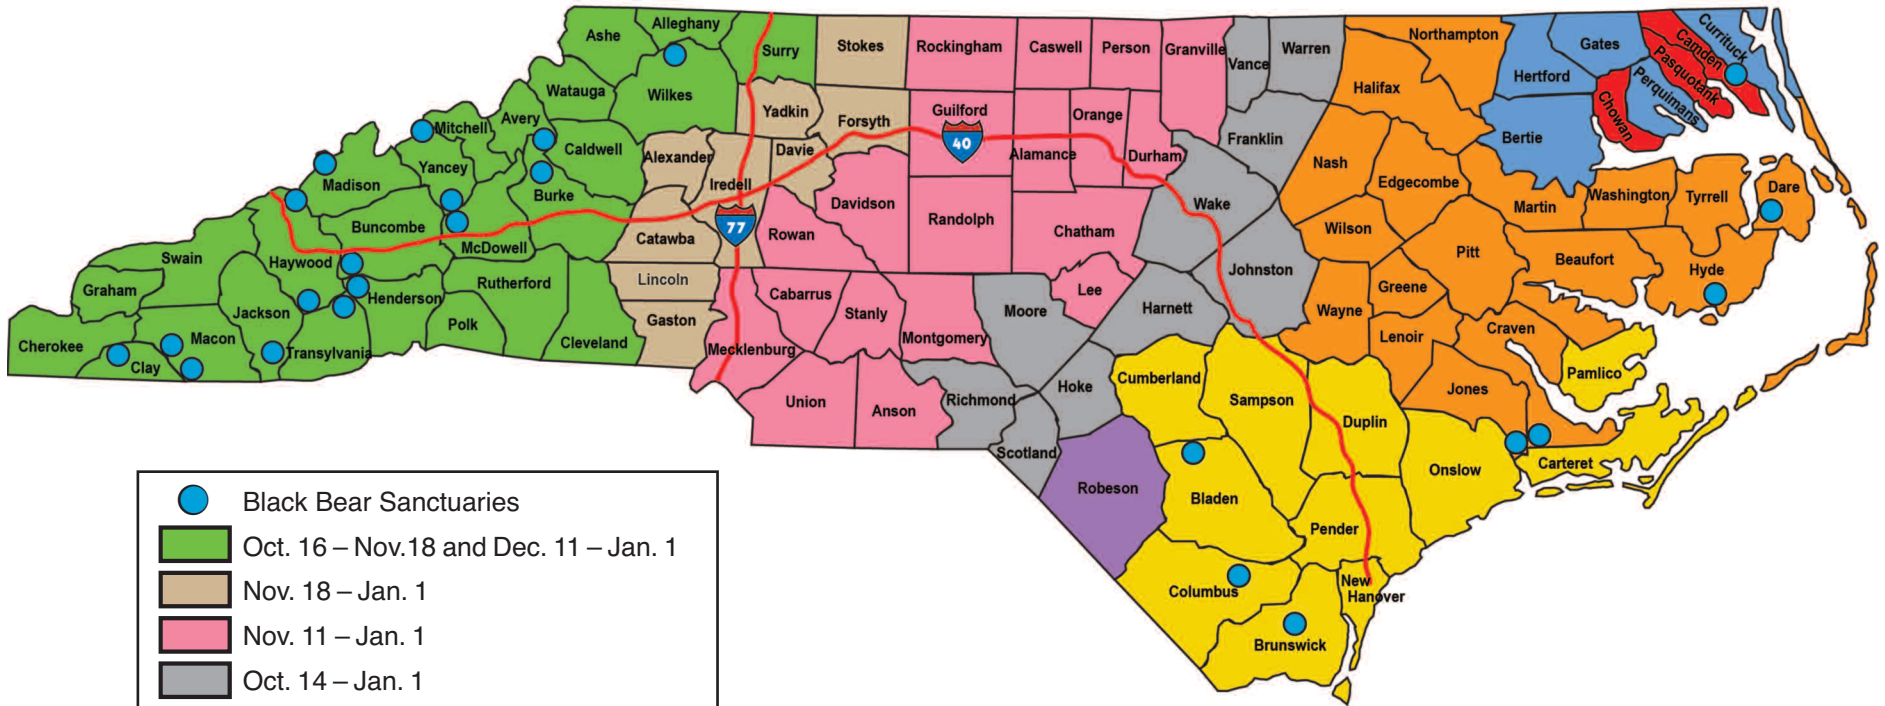 Alleghany
Ashe
Surry
Stokes
Rockingham
Caswell
Person
Granville
Vance
Warren
Northampton
Gates
Currituck
Camden
Pasquotank
Perquimans
Chowan
Hertford
Halifax
Watauga
Wilkes
Yadkin
Forsyth
Guilford
Orange
Franklin
Bertie
Mitchell
Avery
Caldwell
Alexander
Davie
40
Alamance
Durham
Nash
Edgecombe
Yancey
Madison
Iredell
Burke
Davidson
Randolph
Wake
Martin
Washington
Tyrrell
Dare
Buncombe
McDowell
Catawba
77
Rowan
Chatham
Wilson
Pitt
Beaufort
Hyde
Swain
Haywood
Graham
Jackson
Henderson
Rutherford
Lincoln
Cabarrus
Stanly
Lee
Moore
Harnett
Johnston
Wayne
Greene
Craven
Lenoir
Cherokee
Clay
Macon
Transylvania
Polk
Cleveland
Gaston
Mecklenburg
Montgomery
Union
Anson
Richmond
Hoke
Scotland
Cumberland
Sampson
Duplin
Jones
Pamlico
Onslow
Carteret
Robeson
Bladen
Pender
Columbus
New
Hanover
Brunswick
Black Bear Sanctuaries
Oct. 16 – Nov.18 and Dec. 11 – Jan. 1
Nov. 18 – Jan. 1
Nov. 11 – Jan. 1
Oct. 14 – Jan. 1